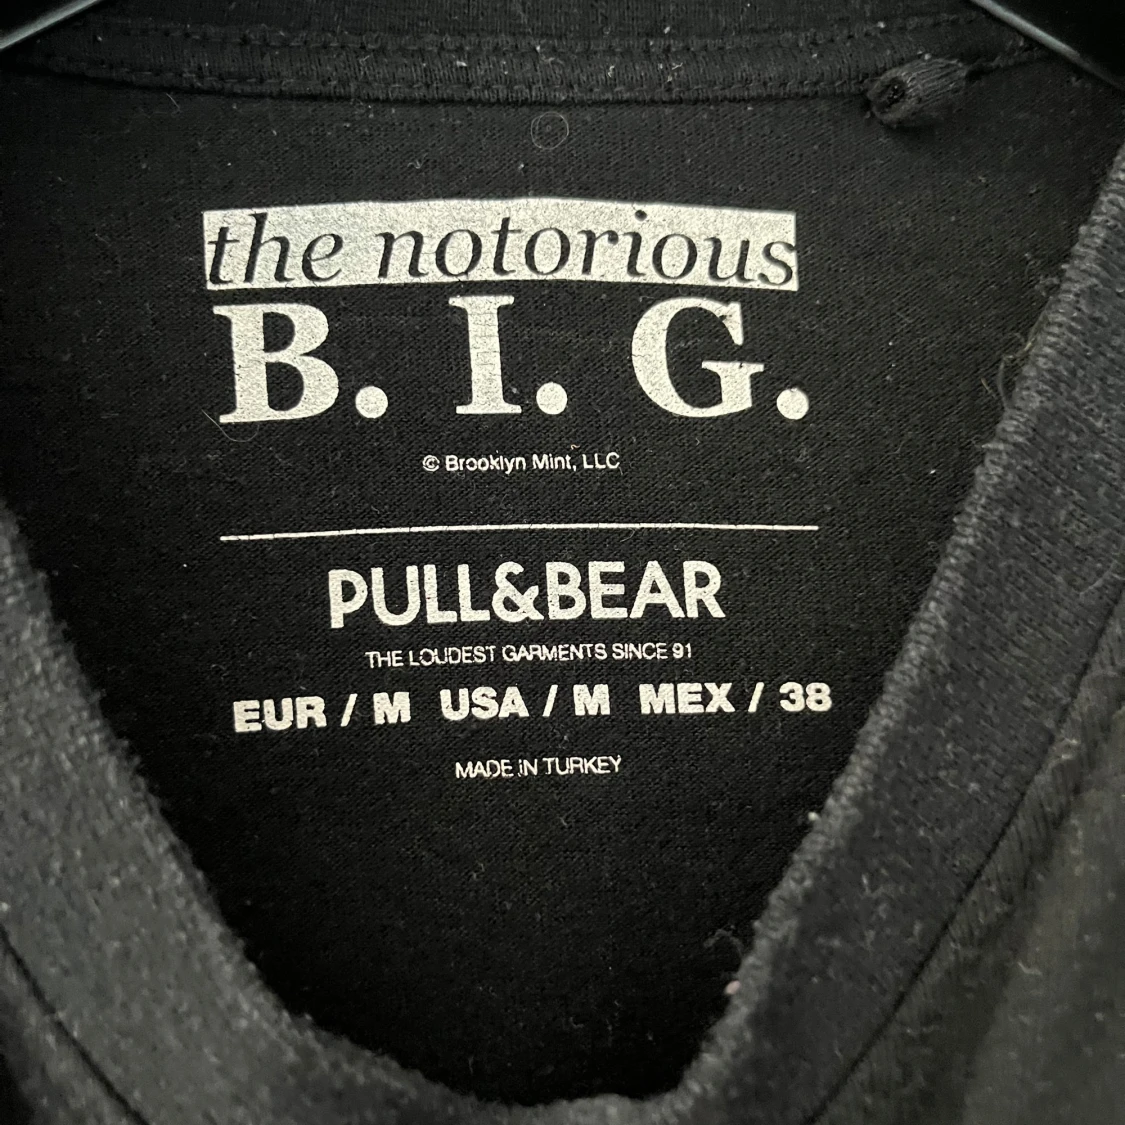 the notorious
B. I. G.
© Brooklyn Mint, LLC
PULL&BEAR
THE LOUDEST GARMENTS SINCE 91
EUR / M USA / M MEX / 38
MADE IN TURKEY